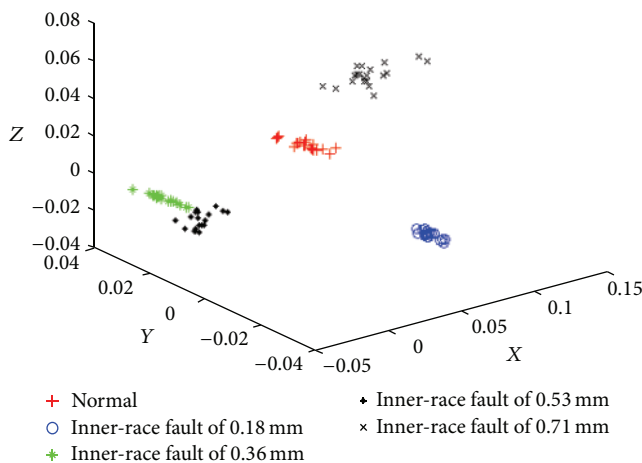 0.08
0.06
0.04
Z
0.02
0
−0.02
−0.04
0.04
0.02
0
−0.02
−0.04
Y
−0.05
0
0.05
0.1
0.15
X
Normal
Inner-race fault of 0.18 mm
Inner-race fault of 0.36 mm
Inner-race fault of 0.53 mm
Inner-race fault of 0.71 mm